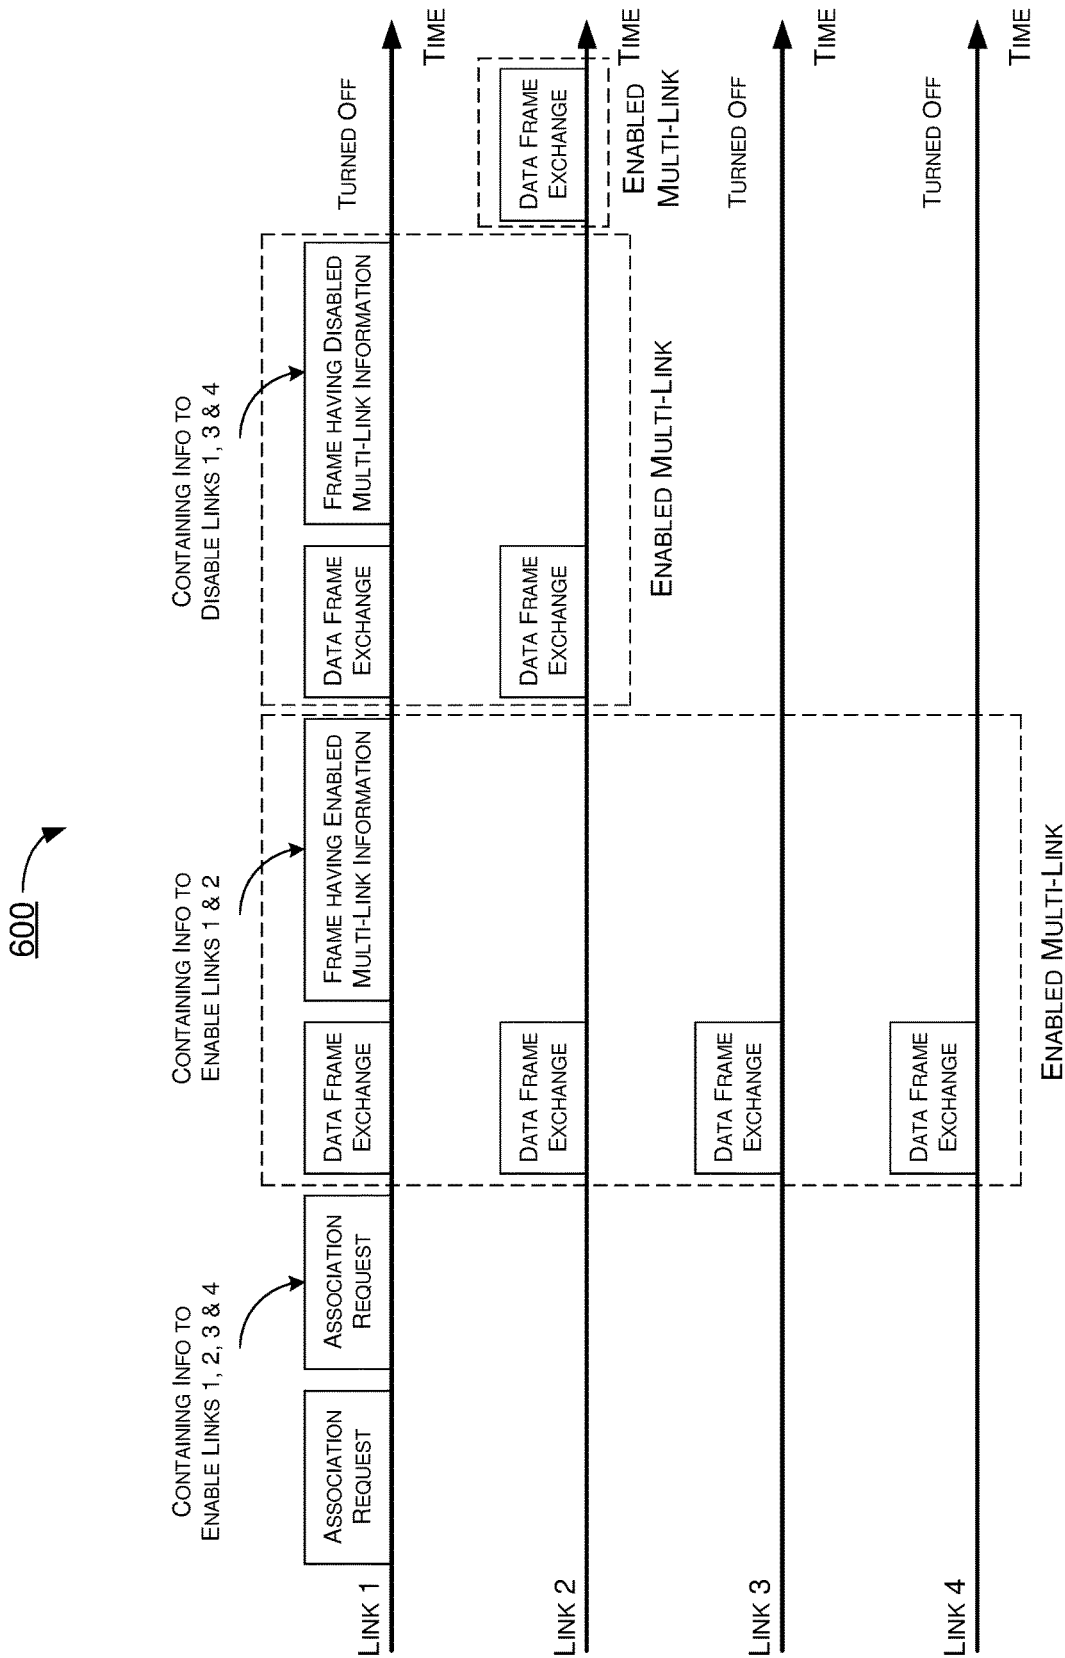 600
CONTAINING INFO TO
ENABLE LINKS 1, 2, 3 & 4
CONTAINING INFO TO
ENABLE LINKS 1 & 2
CONTAINING INFO TO
DISABLE LINKS 1, 3 & 4
LINK 1
ASSOCIATION
REQUEST
ASSOCIATION
REQUEST
DATA FRAME
EXCHANGE
FRAME HAVING ENABLED
MULTI-LINK INFORMATION
DATA FRAME
EXCHANGE
FRAME HAVING DISABLED
MULTI-LINK INFORMATION
TURNED OFF
TIME
LINK 2
DATA FRAME
EXCHANGE
DATA FRAME
EXCHANGE
DATA FRAME
EXCHANGE
TIME
ENABLED MULTI-LINK
ENABLED
MULTI-LINK
LINK 3
DATA FRAME
EXCHANGE
TURNED OFF
TIME
LINK 4
DATA FRAME
EXCHANGE
TURNED OFF
TIME
ENABLED MULTI-LINK